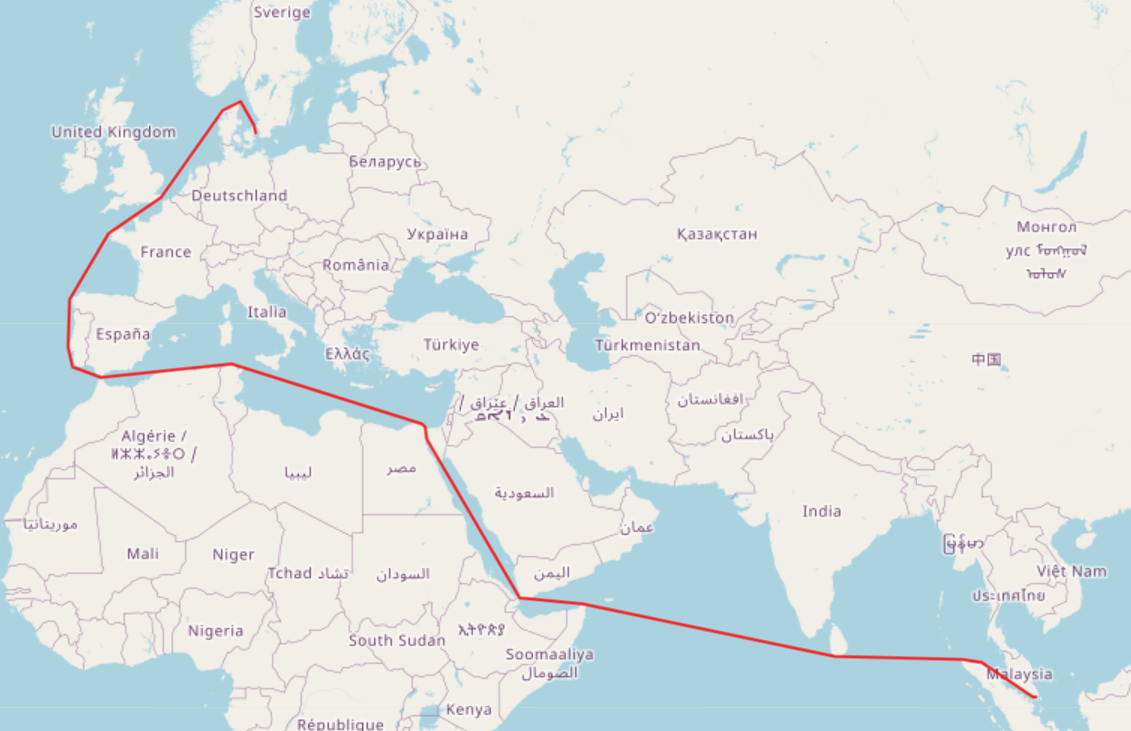 Sverige
United Kingdom
Беларусь
Deutschland
Україна
Қазақстан
Монгол
улс ᠮᠣᠩᠭᠣᠯ
ᠤᠯᠤᠰ
France
România
Italia
O‘zbekiston
España
Türkiye
Türkmenistan
Ελλάς
中国
العراق / عێراق /
افغانستان
ایران
پاکستان
Algérie /
ⵍⵣⵣⴰⵢⴻⵔ /
الجزائر
ليبيا
مصر
السعودية
India
عمان
موريتانيا
Mali
Niger
Tchad تشاد
السودان
اليمن
မြန်မာ
Việt Nam
ประเทศไทย
Nigeria
South Sudan
ኢትዮጵያ
Soomaaliya
الصومال
Malaysia
Kenya
République